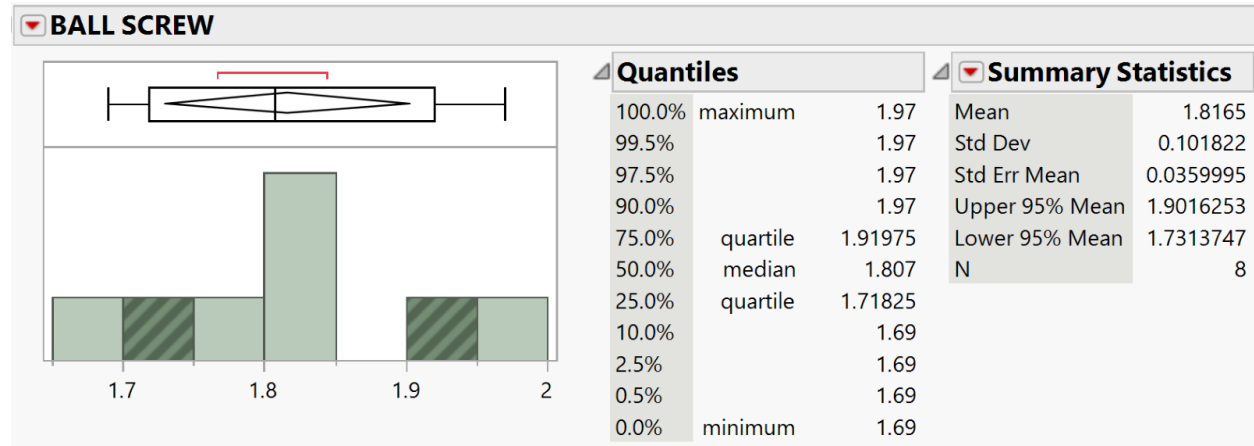 BALL SCREW
1.7 1.8 1.9 2
Quantiles
100.0% maximum 1.97
99.5% 1.97
97.5% 1.97
90.0% 1.97
75.0% quartile 1.91975
50.0% median 1.807
25.0% quartile 1.71825
10.0% 1.69
2.5% 1.69
0.5% 1.69
0.0% minimum 1.69
Summary Statistics
Mean 1.8165
Std Dev 0.101822
Std Err Mean 0.0359995
Upper 95% Mean 1.9016253
Lower 95% Mean 1.7313747
N 8